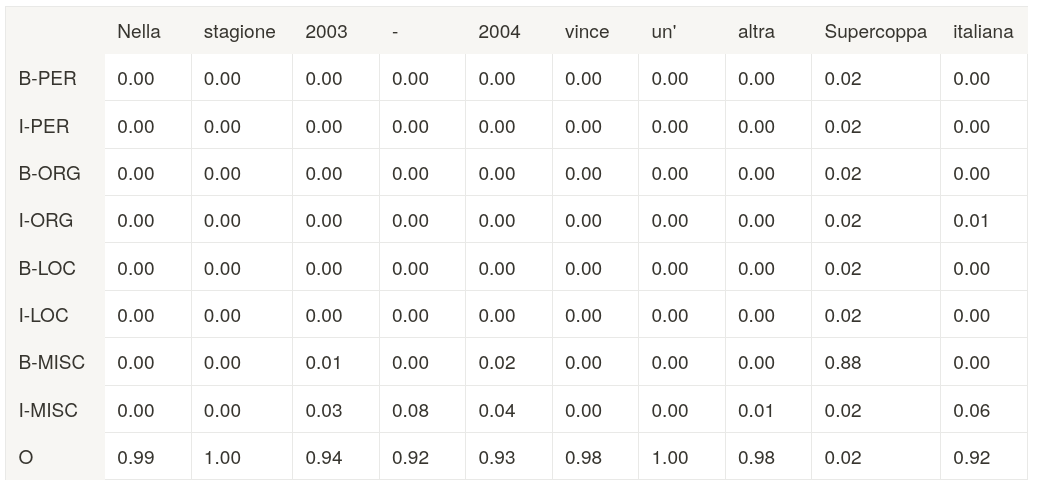 Nella stagione 2003 - 2004 vince un' altra Supercoppa italiana
B-PER 0.00 0.00 0.00 0.00 0.00 0.00 0.00 0.00 0.02 0.00
I-PER 0.00 0.00 0.00 0.00 0.00 0.00 0.00 0.00 0.02 0.00
B-ORG 0.00 0.00 0.00 0.00 0.00 0.00 0.00 0.00 0.02 0.00
I-ORG 0.00 0.00 0.00 0.00 0.00 0.00 0.00 0.00 0.02 0.01
B-LOC 0.00 0.00 0.00 0.00 0.00 0.00 0.00 0.00 0.02 0.00
I-LOC 0.00 0.00 0.00 0.00 0.00 0.00 0.00 0.00 0.02 0.00
B-MISC 0.00 0.00 0.01 0.00 0.02 0.00 0.00 0.00 0.88 0.00
I-MISC 0.00 0.00 0.03 0.08 0.04 0.00 0.00 0.01 0.02 0.06
O 0.99 1.00 0.94 0.92 0.93 0.98 1.00 0.98 0.02 0.92